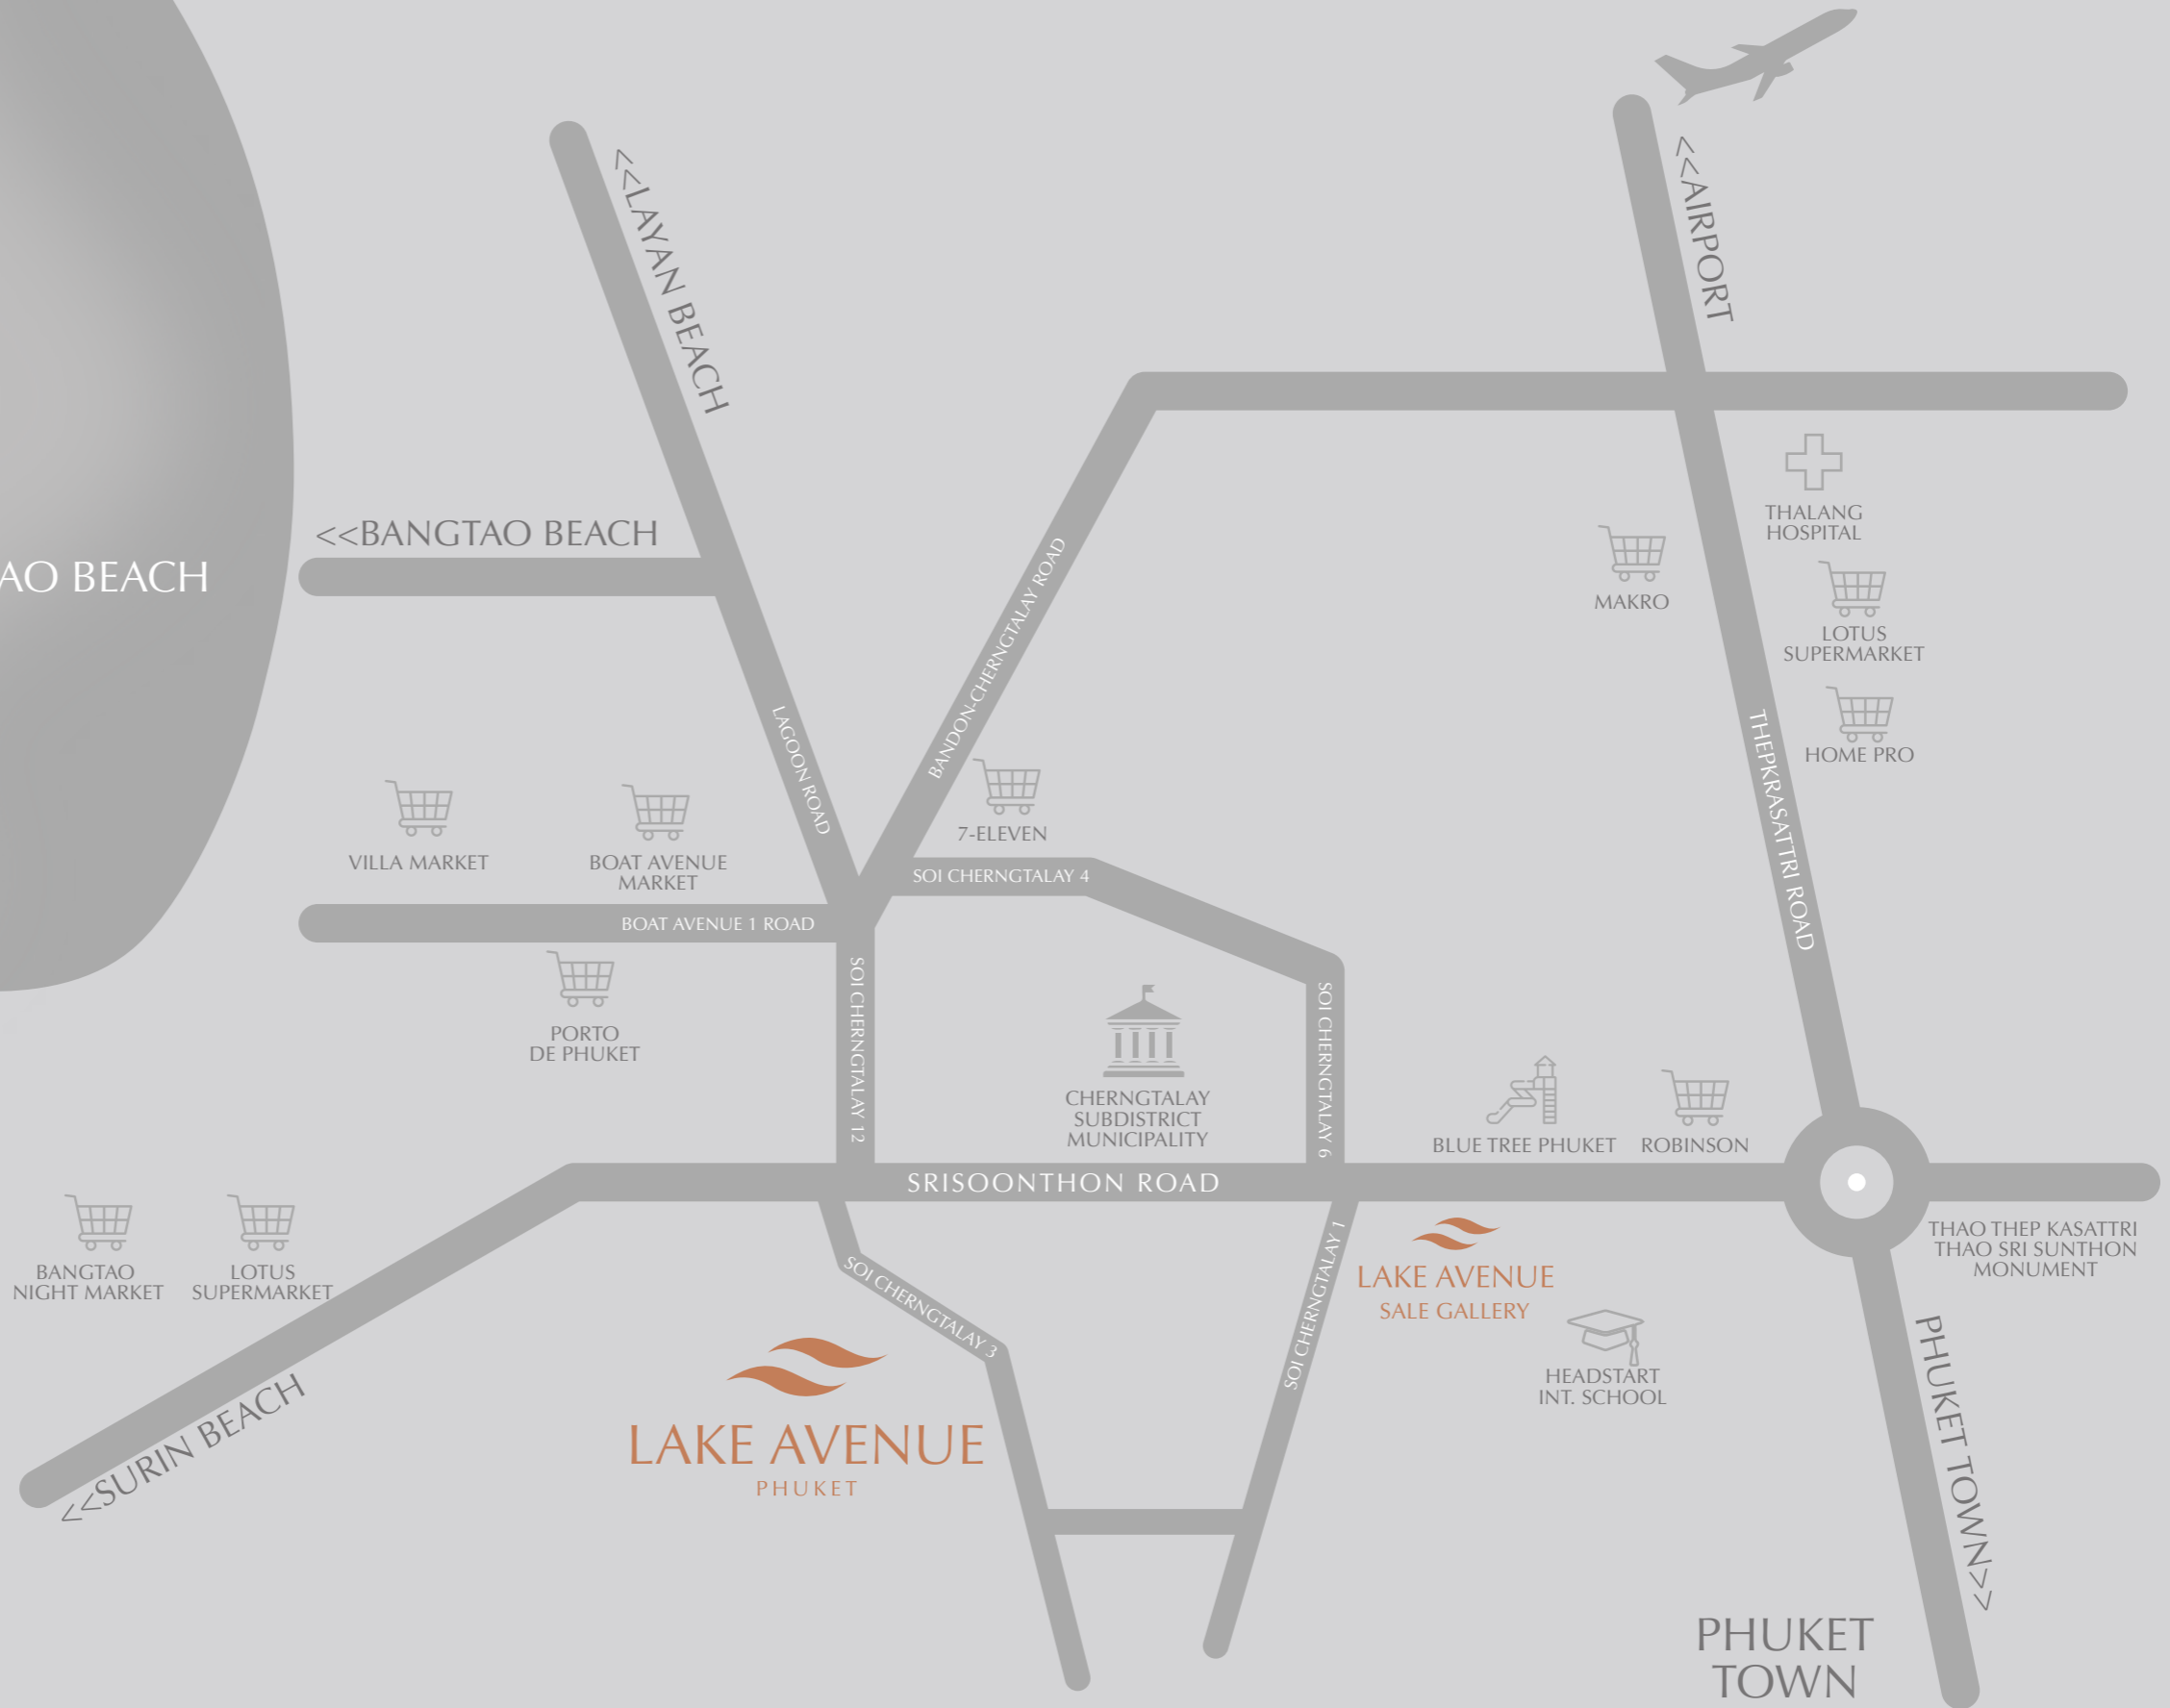 <<LAYAN BEACH
<<AIRPORT
<<BANGTAO BEACH
AO BEACH
THALANG
HOSPITAL
MAKRO
LOTUS
SUPERMARKET
HOME PRO
BANDON-CHERNGTALAY ROAD
LAGOON ROAD
THEPKRASATTRI ROAD
7-ELEVEN
VILLA MARKET
BOAT AVENUE
MARKET
SOI CHERNGTALAY 4
BOAT AVENUE 1 ROAD
SOI CHERNGTALAY 12
SOI CHERNGTALAY 6
PORTO
DE PHUKET
CHERNGTALAY
SUBDISTRICT
MUNICIPALITY
BLUE TREE PHUKET
ROBINSON
SRISOONTHON ROAD
BANGTAO
NIGHT MARKET
LOTUS
SUPERMARKET
SOI CHERNGTALAY 3
SOI CHERNGTALAY 1
LAKE AVENUE
SALE GALLERY
THAO THEP KASATTRI
THAO SRI SUNTHON
MONUMENT
HEADSTART
INT. SCHOOL
<<SURIN BEACH
LAKE AVENUE
PHUKET
PHUKET TOWN>>
PHUKET
TOWN